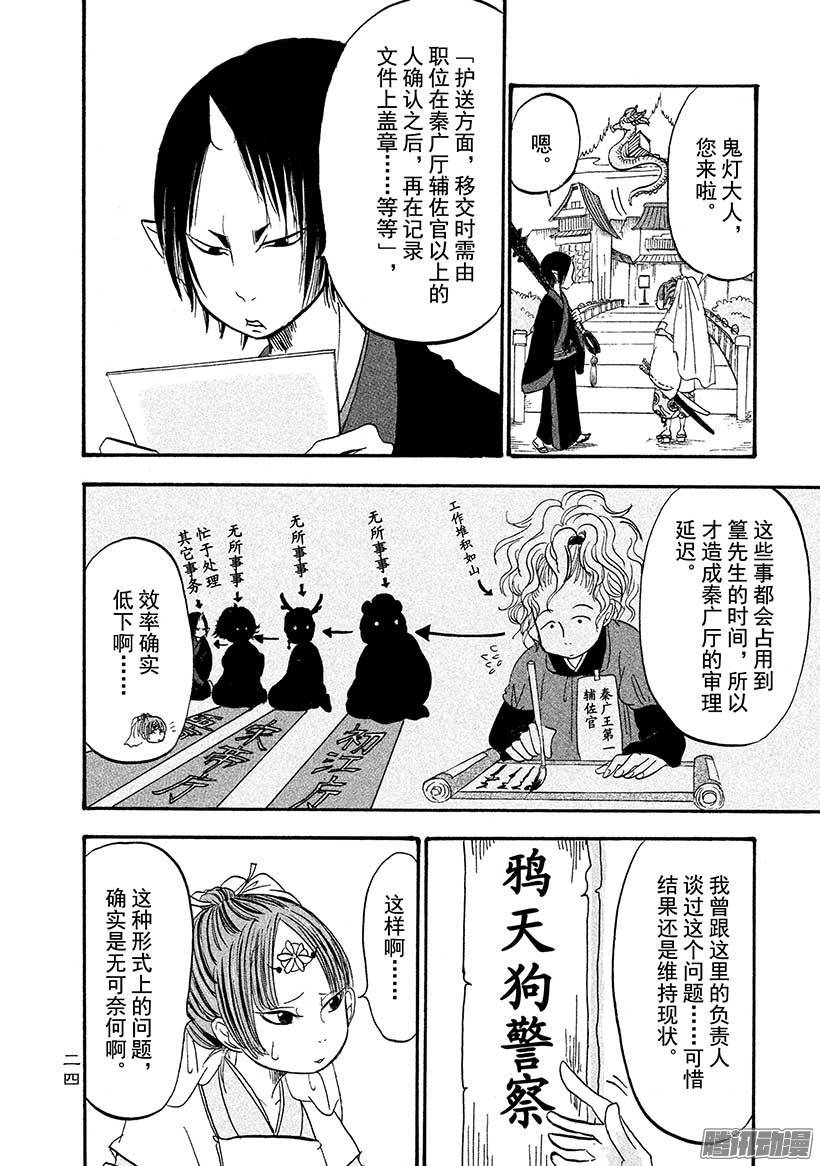 鬼灯大人，
您来啦。
嗯。
「护送方面，移交时需由
职位在秦广厅辅佐官以上的
人确认之后，再在记录
文件上盖章……等等」，
这些事都会占用到
篁先生的时间，所以
才造成秦广厅的审理
延迟。
秦广王第一
辅佐官
工作堆积如山
无所事事
无所事事
无所事事
忙于处理
其它事务
初江厅
宋帝厅
效率确实
低下啊……
我曾跟这里的负责人
谈过这个问题……可惜
结果还是维持现状。
鸦天狗警察
这样啊……
这种形式上的问题，
确实是无可奈何啊。
二四
腾讯动漫